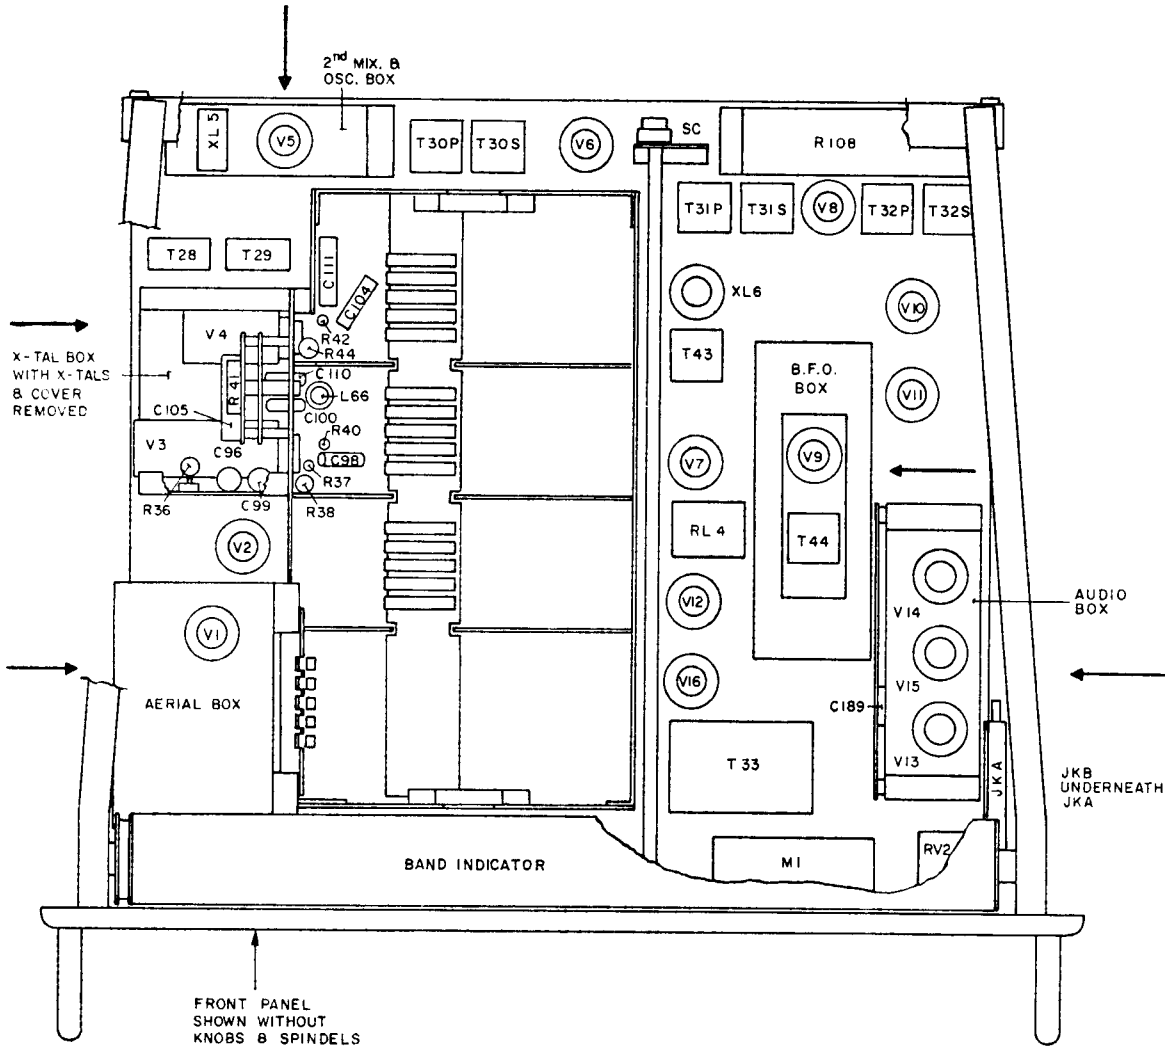 2nd MIX. &
OSC. BOX
XL5
V5
T30P
T30S
V6
SC
R108
T31P
T31S
V8
T32P
T32S
T28
T29
C111
C104
XL6
V10
R42
R44
V4
X-TAL BOX
WITH X-TALS
& COVER
REMOVED
R41
C110
L66
C100
C105
T43
B.F.O.
BOX
V11
V3
C96
R40
C98
R37
R36
C99
R38
V7
V9
V2
RL4
T44
V12
V14
AUDIO
BOX
V1
AERIAL BOX
V16
V15
C189
T33
V13
JKA
JKB
UNDERNEATH
JKA
BAND INDICATOR
M1
RV2
FRONT PANEL
SHOWN WITHOUT
KNOBS & SPINDELS